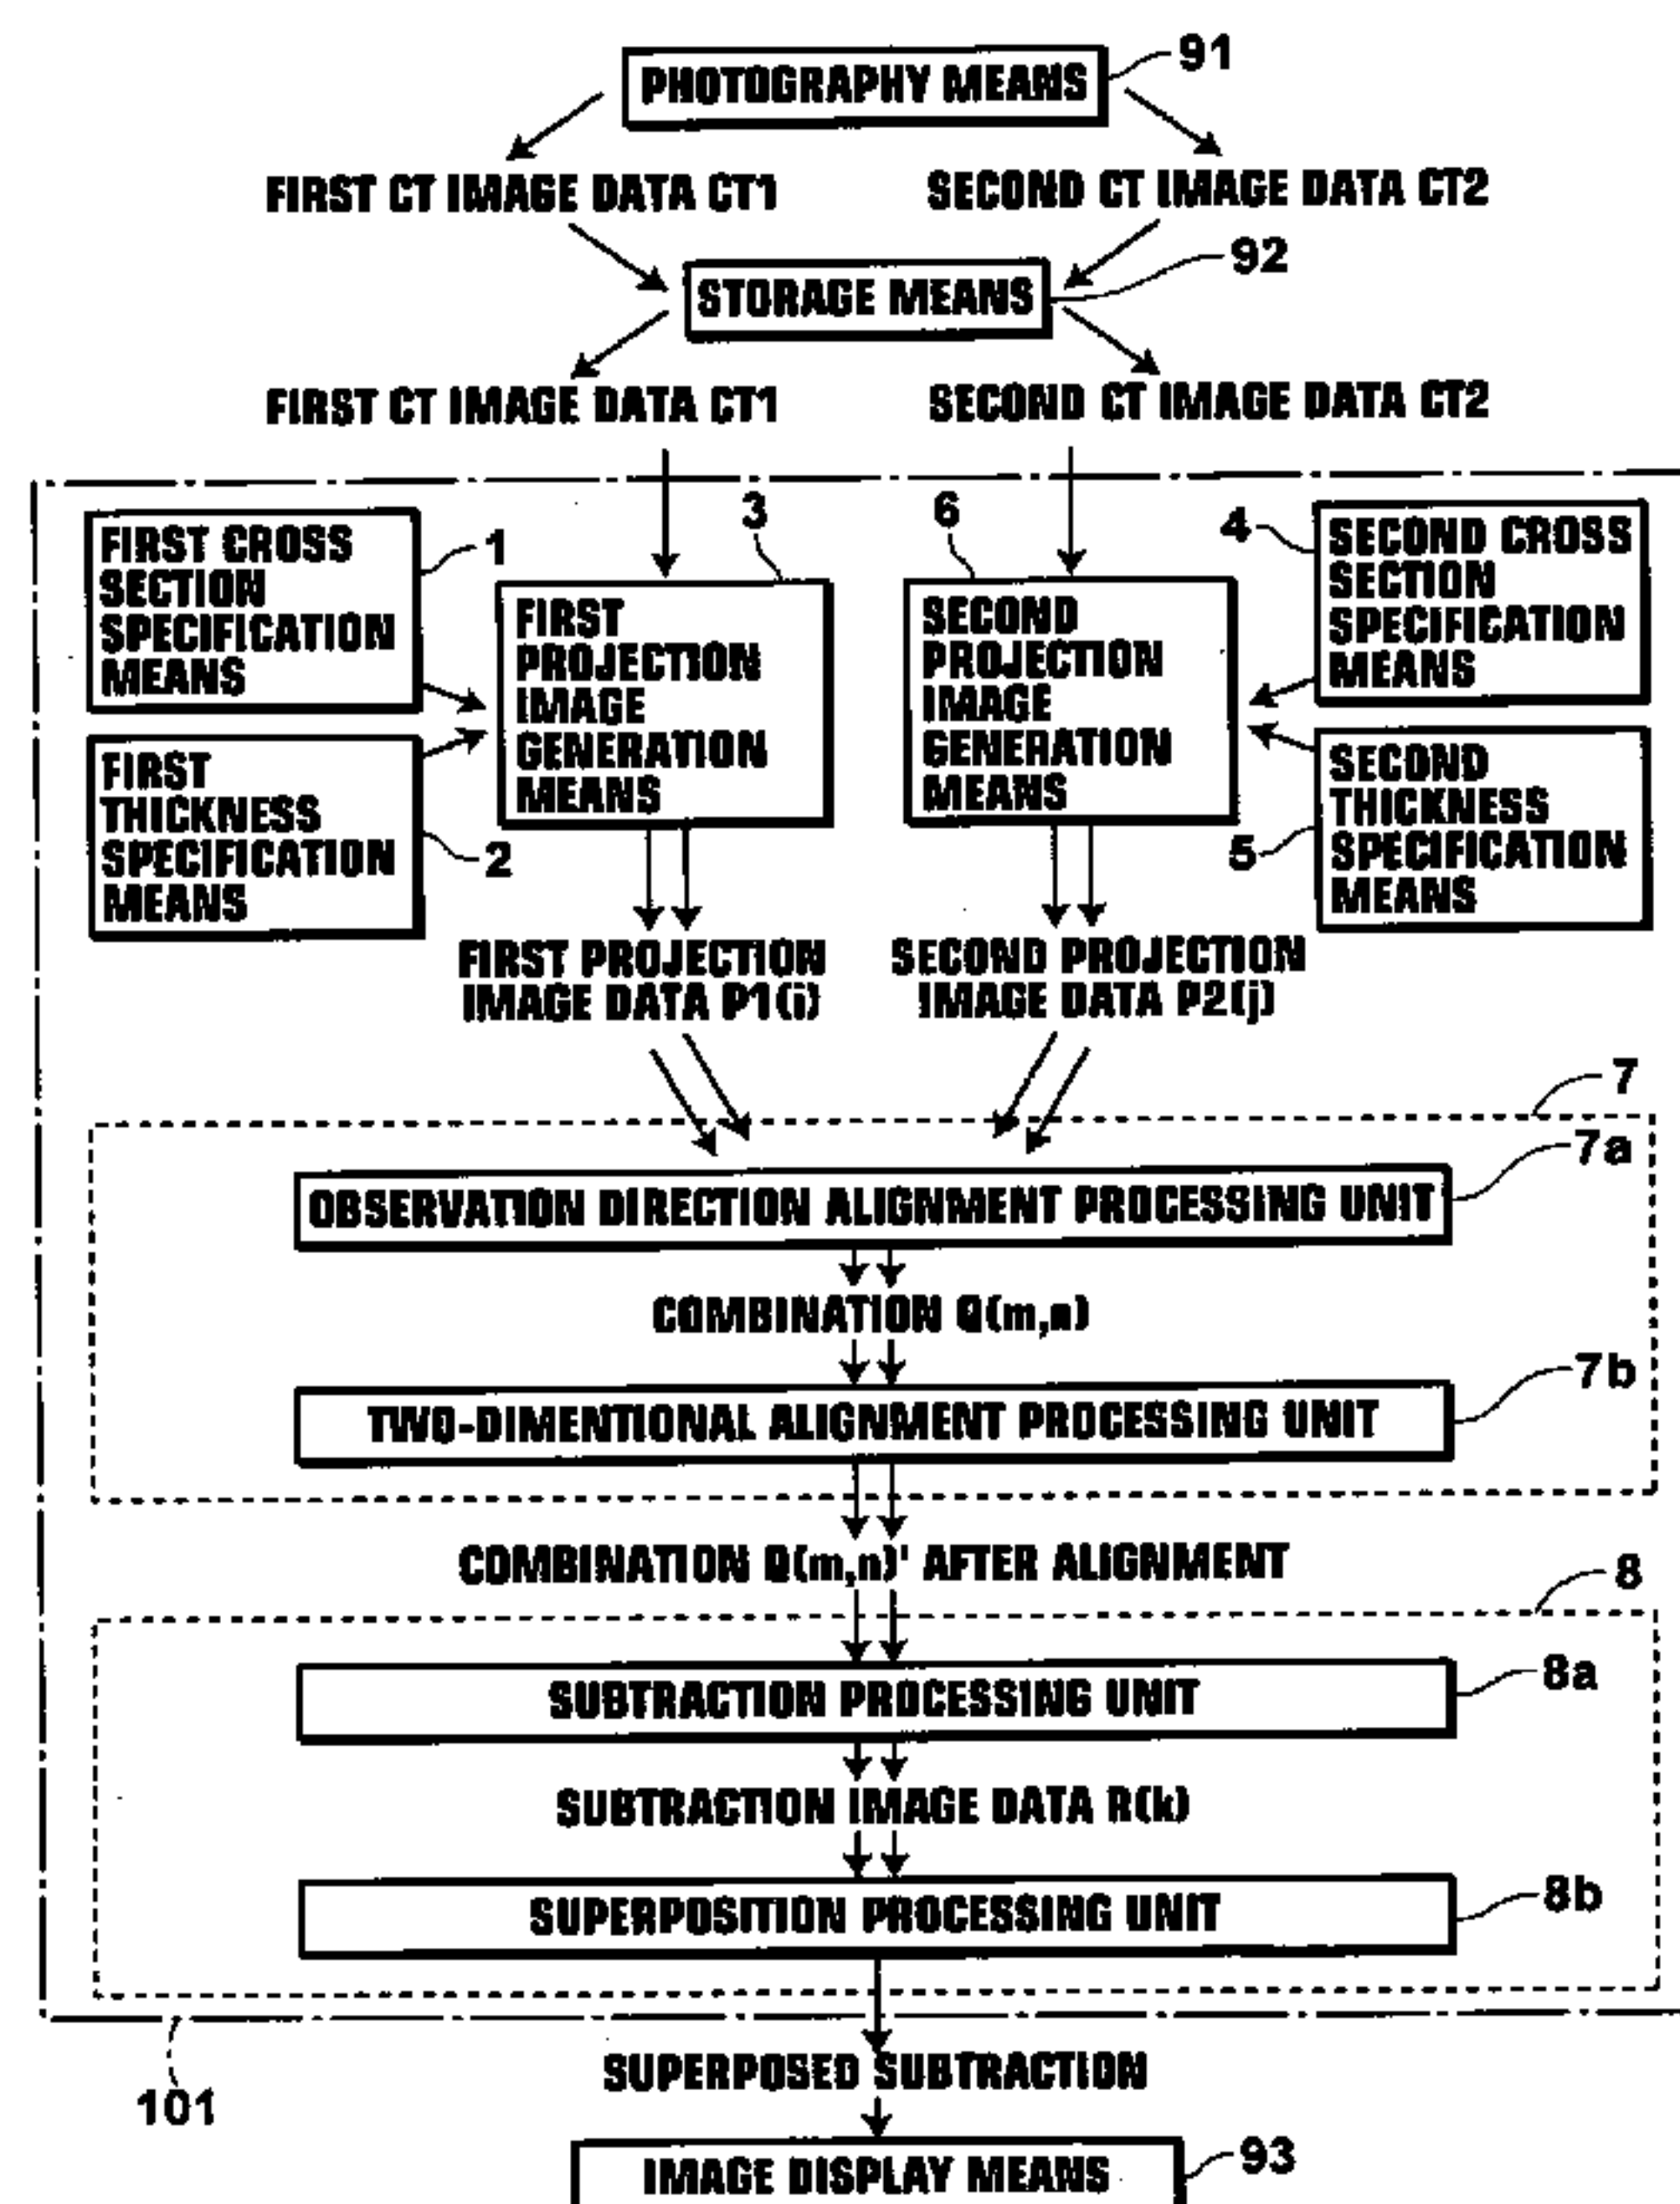 PHOTOGRAPHY MEANS
91
FIRST CT IMAGE DATA CT1
SECOND CT IMAGE DATA CT2
STORAGE MEANS
92
FIRST CT IMAGE DATA CT1
SECOND CT IMAGE DATA CT2
FIRST CROSS
SECTION
SPECIFICATION
MEANS
1
FIRST
THICKNESS
SPECIFICATION
MEANS
2
3
FIRST
PROJECTION
IMAGE
GENERATION
MEANS
6
SECOND
PROJECTION
IMAGE
GENERATION
MEANS
4
SECOND CROSS
SECTION
SPECIFICATION
MEANS
5
SECOND
THICKNESS
SPECIFICATION
MEANS
FIRST PROJECTION
IMAGE DATA P1(i)
SECOND PROJECTION
IMAGE DATA P2(j)
7
7a
OBSERVATION DIRECTION ALIGNMENT PROCESSING UNIT
COMBINATION Q(m,n)
7b
TWO-DIMENTIONAL ALIGNMENT PROCESSING UNIT
COMBINATION Q(m,n)' AFTER ALIGNMENT
8
SUBTRACTION PROCESSING UNIT
8a
SUBTRACTION IMAGE DATA R(k)
SUPERPOSITION PROCESSING UNIT
8b
101
SUPERPOSED SUBTRACTION
IMAGE DISPLAY MEANS
93